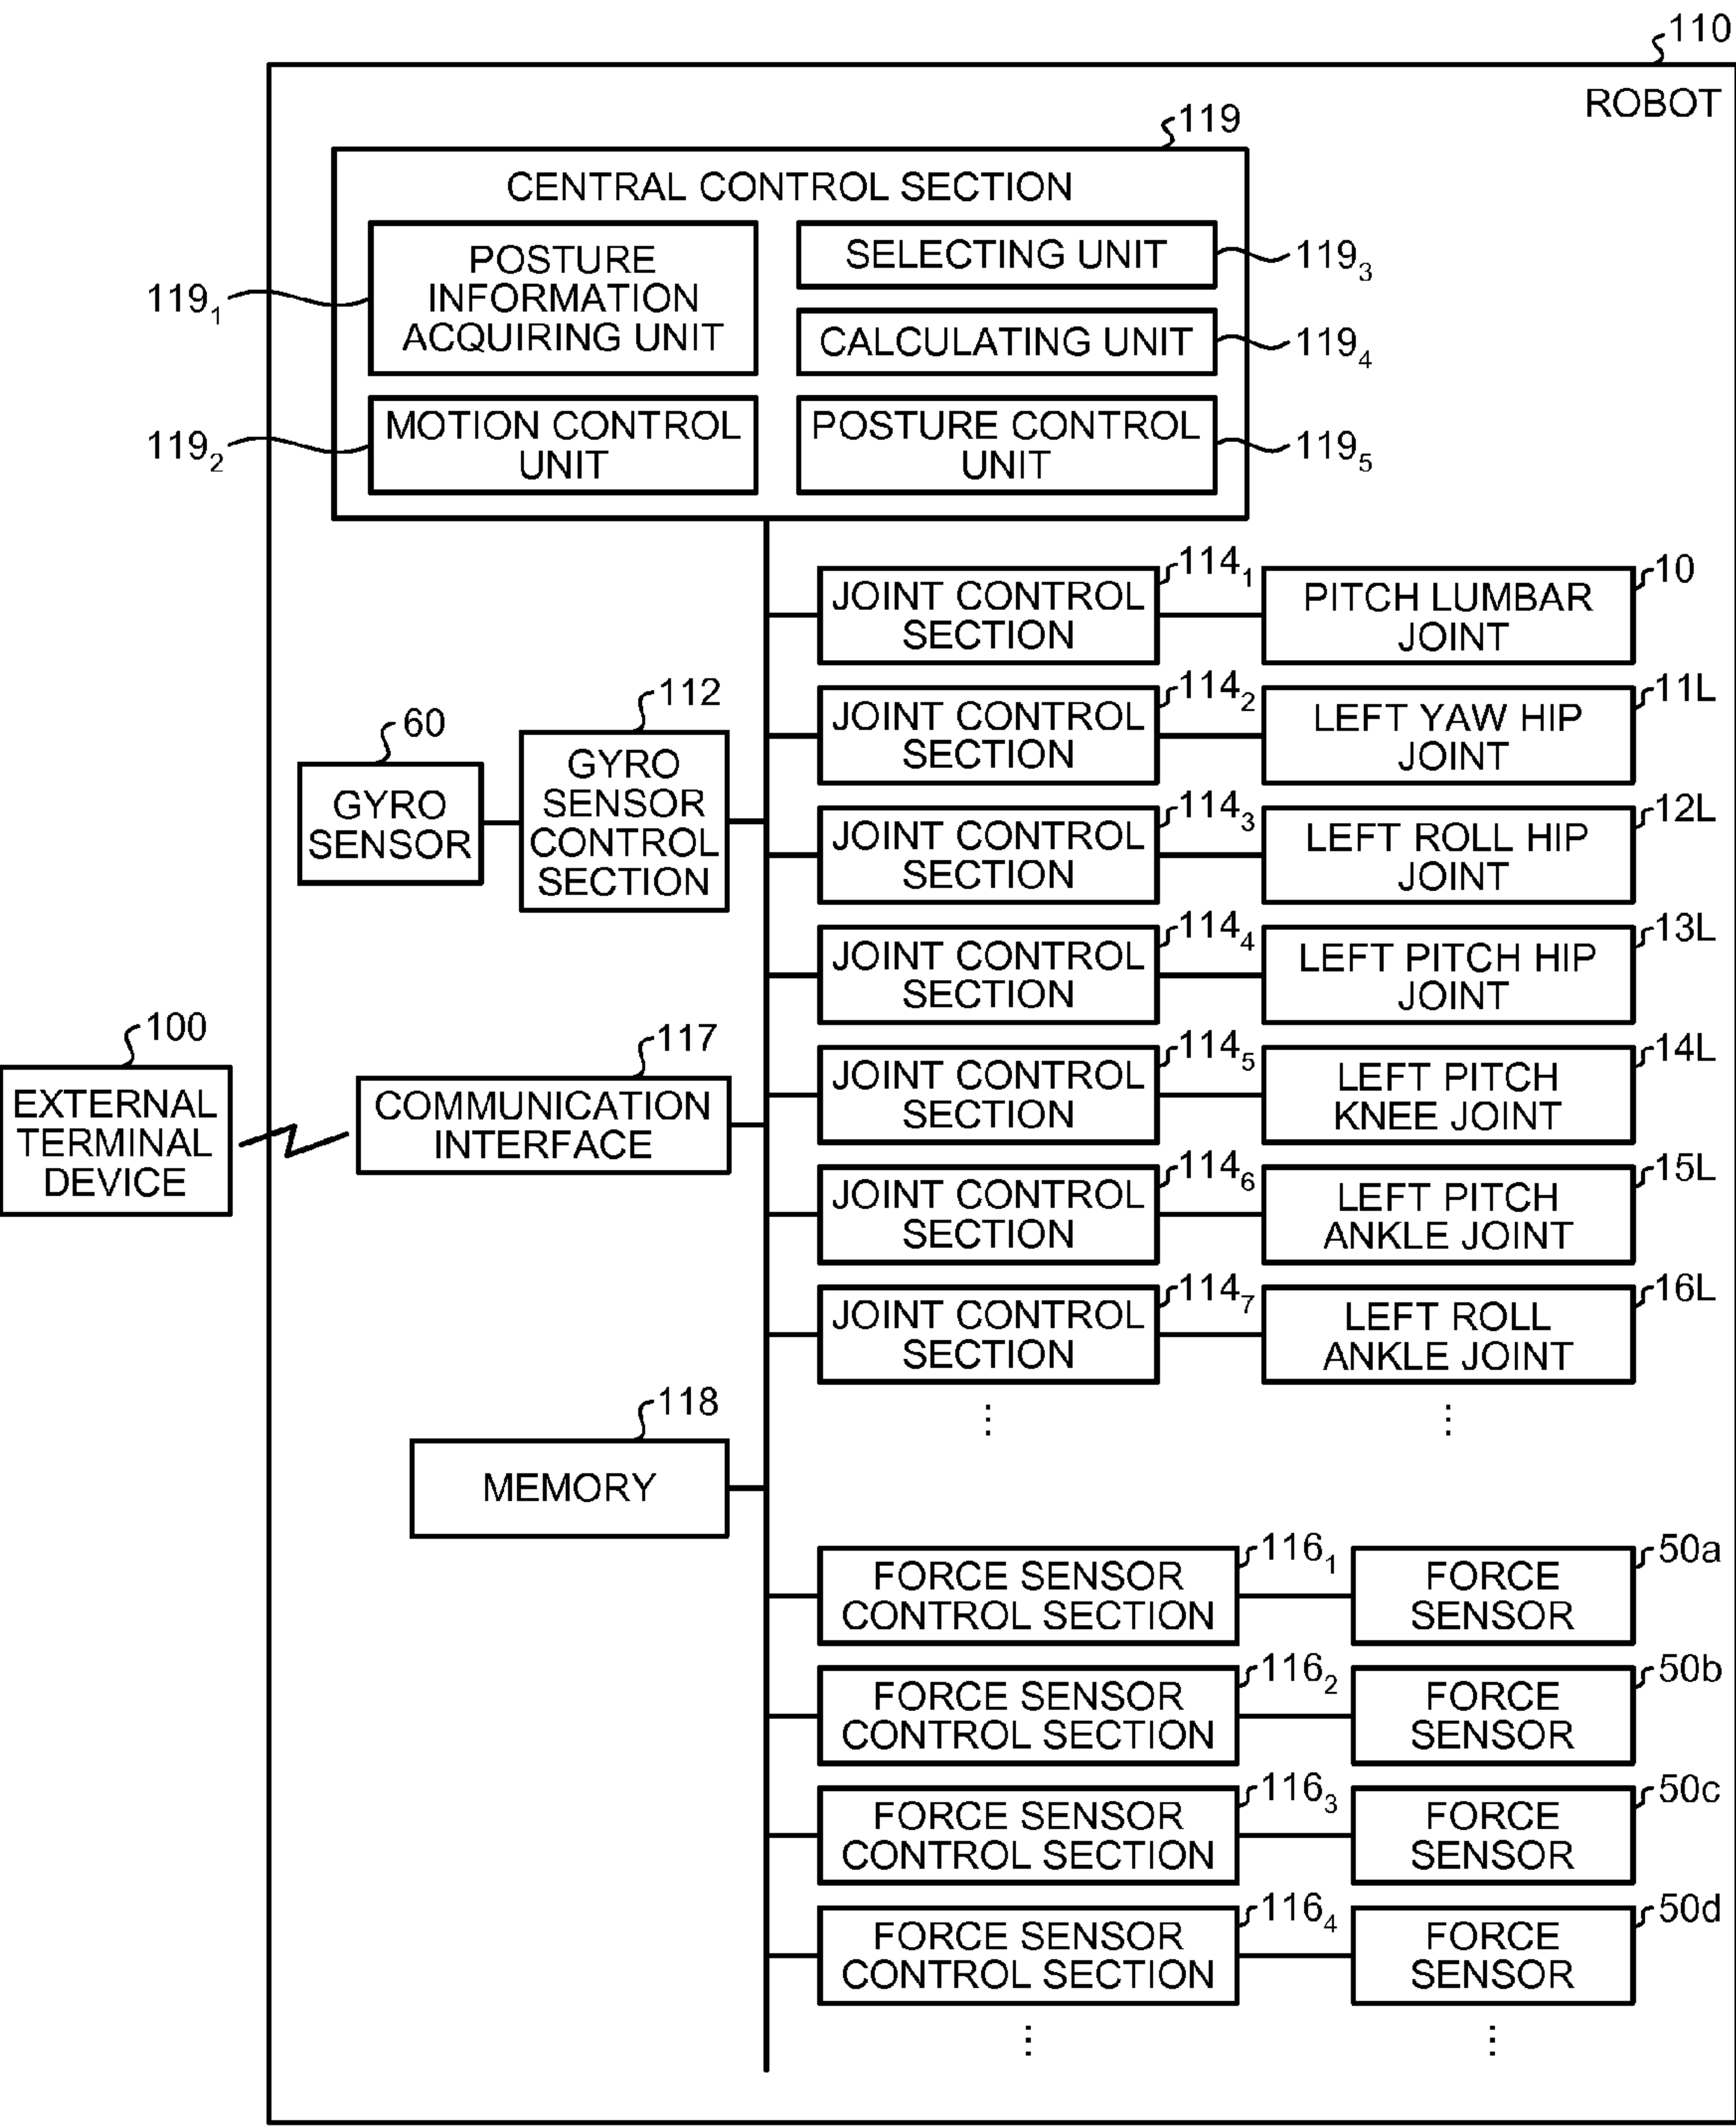 110
ROBOT
119
CENTRAL CONTROL SECTION
POSTURE
INFORMATION
ACQUIRING UNIT
119₁
SELECTING UNIT
119₃
CALCULATING UNIT
119₄
MOTION CONTROL
UNIT
119₂
POSTURE CONTROL
UNIT
119₅
JOINT CONTROL
SECTION
114₁
PITCH LUMBAR
JOINT
10
JOINT CONTROL
SECTION
114₂
LEFT YAW HIP
JOINT
11L
60
GYRO
SENSOR
112
GYRO
SENSOR
CONTROL
SECTION
JOINT CONTROL
SECTION
114₃
LEFT ROLL HIP
JOINT
12L
JOINT CONTROL
SECTION
114₄
LEFT PITCH HIP
JOINT
13L
100
EXTERNAL
TERMINAL
DEVICE
117
COMMUNICATION
INTERFACE
JOINT CONTROL
SECTION
114₅
LEFT PITCH
KNEE JOINT
14L
JOINT CONTROL
SECTION
114₆
LEFT PITCH
ANKLE JOINT
15L
JOINT CONTROL
SECTION
114₇
LEFT ROLL
ANKLE JOINT
16L
⋮
⋮
118
MEMORY
FORCE SENSOR
CONTROL SECTION
116₁
FORCE
SENSOR
50a
FORCE SENSOR
CONTROL SECTION
116₂
FORCE
SENSOR
50b
FORCE SENSOR
CONTROL SECTION
116₃
FORCE
SENSOR
50c
FORCE SENSOR
CONTROL SECTION
116₄
FORCE
SENSOR
50d
⋮
⋮